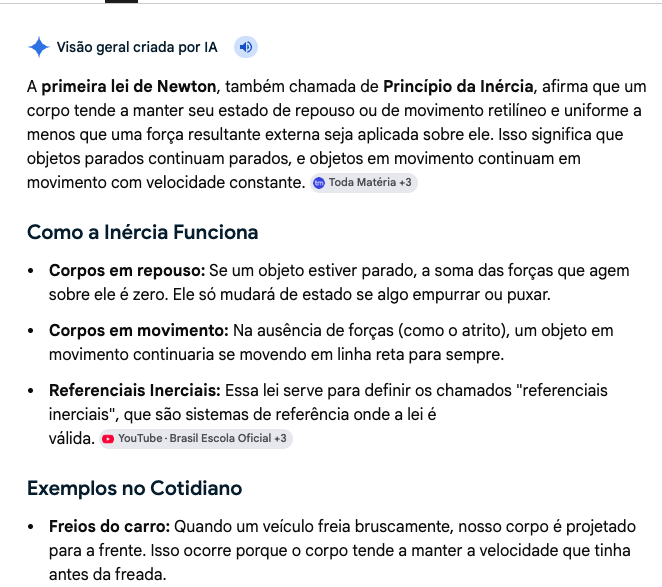 Visão geral criada por IA
A primeira lei de Newton, também chamada de Princípio da Inércia, afirma que um
corpo tende a manter seu estado de repouso ou de movimento retilíneo e uniforme a
menos que uma força resultante externa seja aplicada sobre ele. Isso significa que
objetos parados continuam parados, e objetos em movimento continuam em
movimento com velocidade constante. tm Toda Matéria +3
Como a Inércia Funciona
• Corpos em repouso: Se um objeto estiver parado, a soma das forças que agem
sobre ele é zero. Ele só mudará de estado se algo empurrar ou puxar.
• Corpos em movimento: Na ausência de forças (como o atrito), um objeto em
movimento continuaria se movendo em linha reta para sempre.
• Referenciais Inerciais: Essa lei serve para definir os chamados "referenciais
inerciais", que são sistemas de referência onde a lei é
válida. YouTube · Brasil Escola Oficial +3
Exemplos no Cotidiano
• Freios do carro: Quando um veículo freia bruscamente, nosso corpo é projetado
para a frente. Isso ocorre porque o corpo tende a manter a velocidade que tinha
antes da freada.